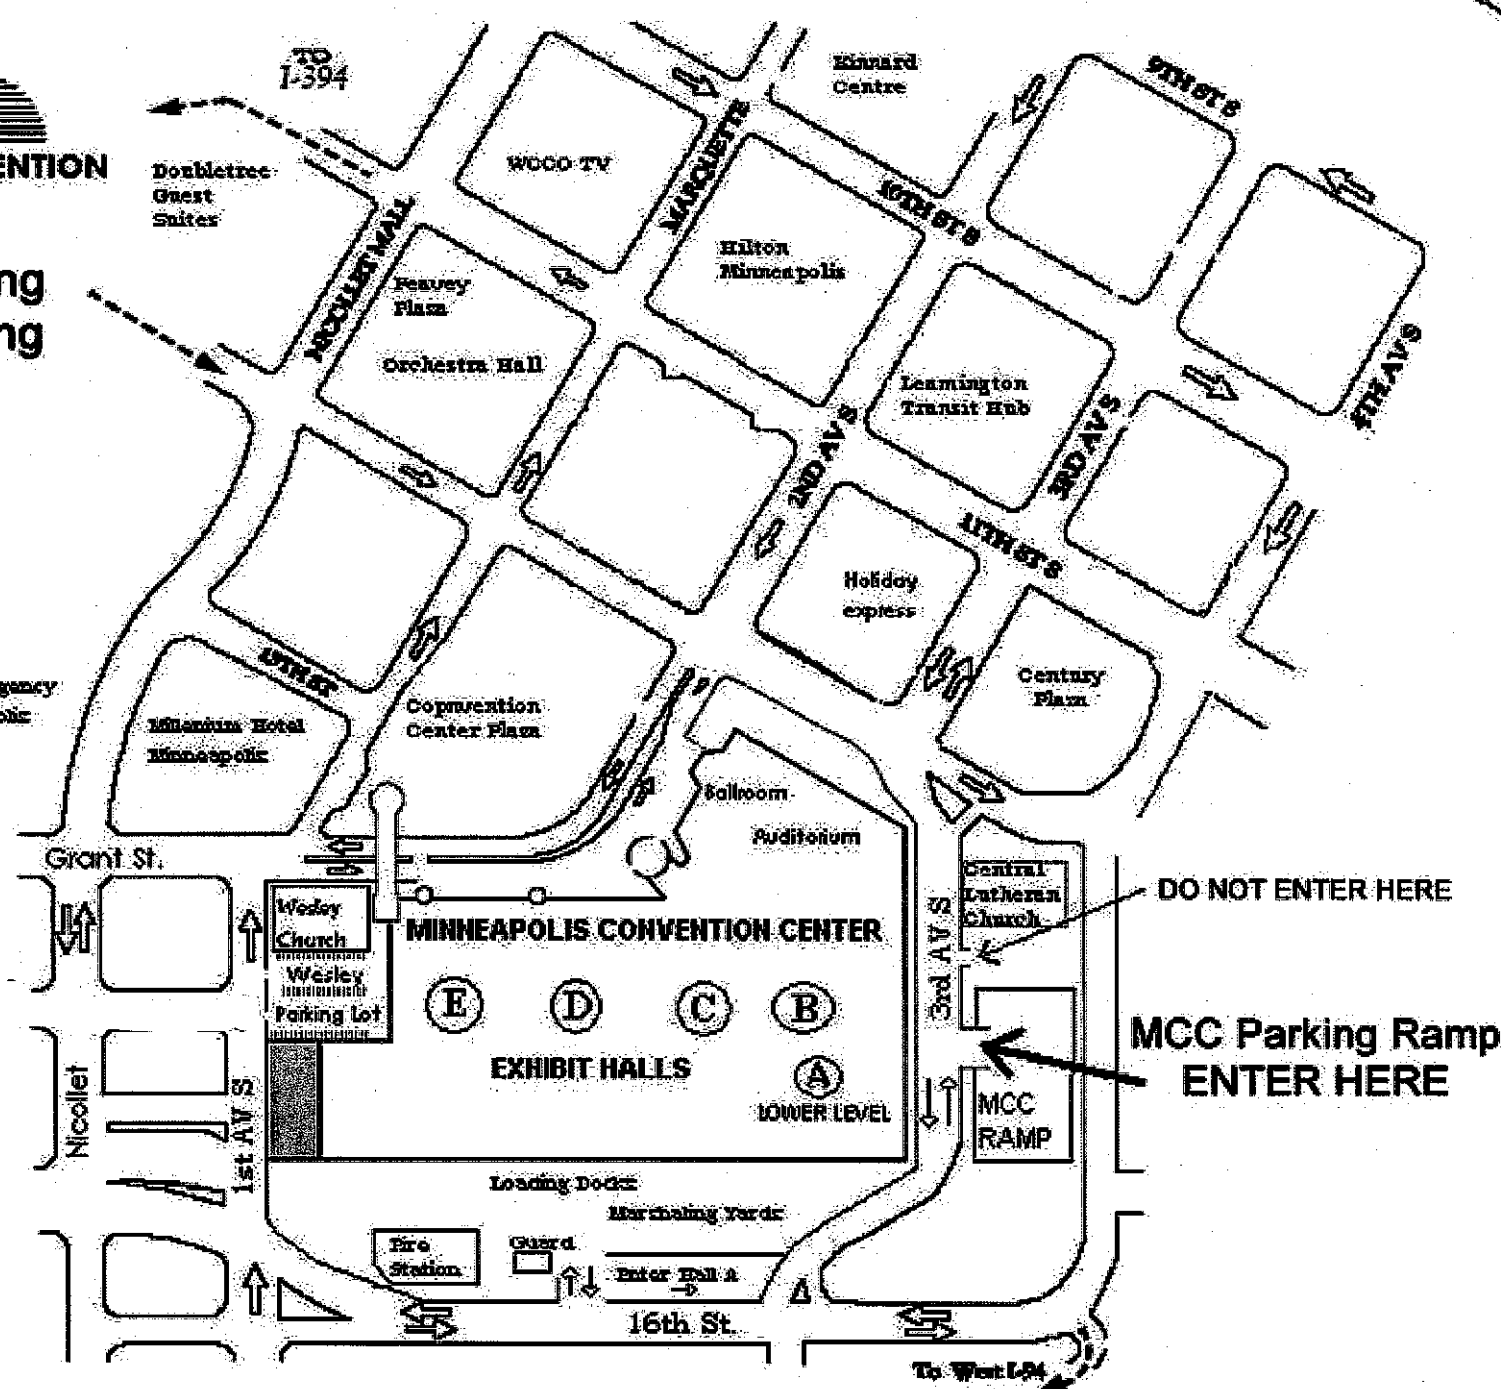 TO
I-394
Kinnard
Centre
9TH ST S
ENTION
Doubletree
Guest
Suites
WCCO TV
MARQUETTE
10TH ST S
NICOLLET MALL
Hilton
Minneapolis
ng
ng
Peavey
Plaza
Orchestra Hall
Leamington
Transit Hub
4TH AV S
2ND AV S
3RD AV S
11TH ST S
Holiday
express
Century
Plaza
gency
olis
Millenium Hotel
Minneapolis
Copnvention
Center Plaza
Ballroom
Auditorium
Grant St.
Central
Lutheran
Church
DO NOT ENTER HERE
Wesley
Church
MINNEAPOLIS CONVENTION CENTER
3rd AV S
Wesley
Parking Lot
E
D
C
B
A
EXHIBIT HALLS
LOWER LEVEL
MCC Parking Ramp
ENTER HERE
MCC
RAMP
Nicollet
1st AV S
Loading Docks
Marshaling Yards
Fire
Station
Guard
Enter Hall A
16th St.
To West I-94